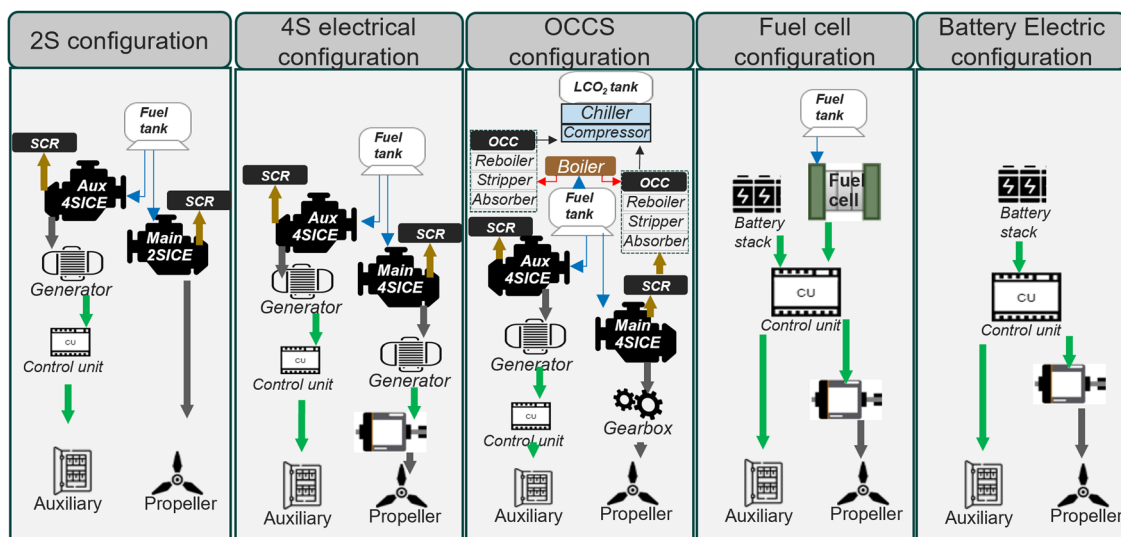 2S configuration
4S electrical
configuration
OCCS
configuration
Fuel cell
configuration
Battery Electric
configuration
Fuel
tank
SCR
Aux
4SICE
SCR
Main
2SICE
Generator
CU
Control unit
Auxiliary
Propeller
Fuel
tank
SCR
Aux
4SICE
SCR
Main
4SICE
Generator
Generator
CU
Control unit
Auxiliary
Propeller
LCO₂ tank
Chiller
Compressor
OCC
Reboiler
Stripper
Absorber
Boiler
Fuel
tank
OCC
Reboiler
Stripper
Absorber
SCR
Aux
4SICE
SCR
Main
4SICE
Generator
Gearbox
CU
Control unit
Auxiliary
Propeller
Fuel
tank
Fuel
cell
Battery
stack
CU
Control unit
Auxiliary
Propeller
Battery
stack
CU
Control unit
Auxiliary
Propeller